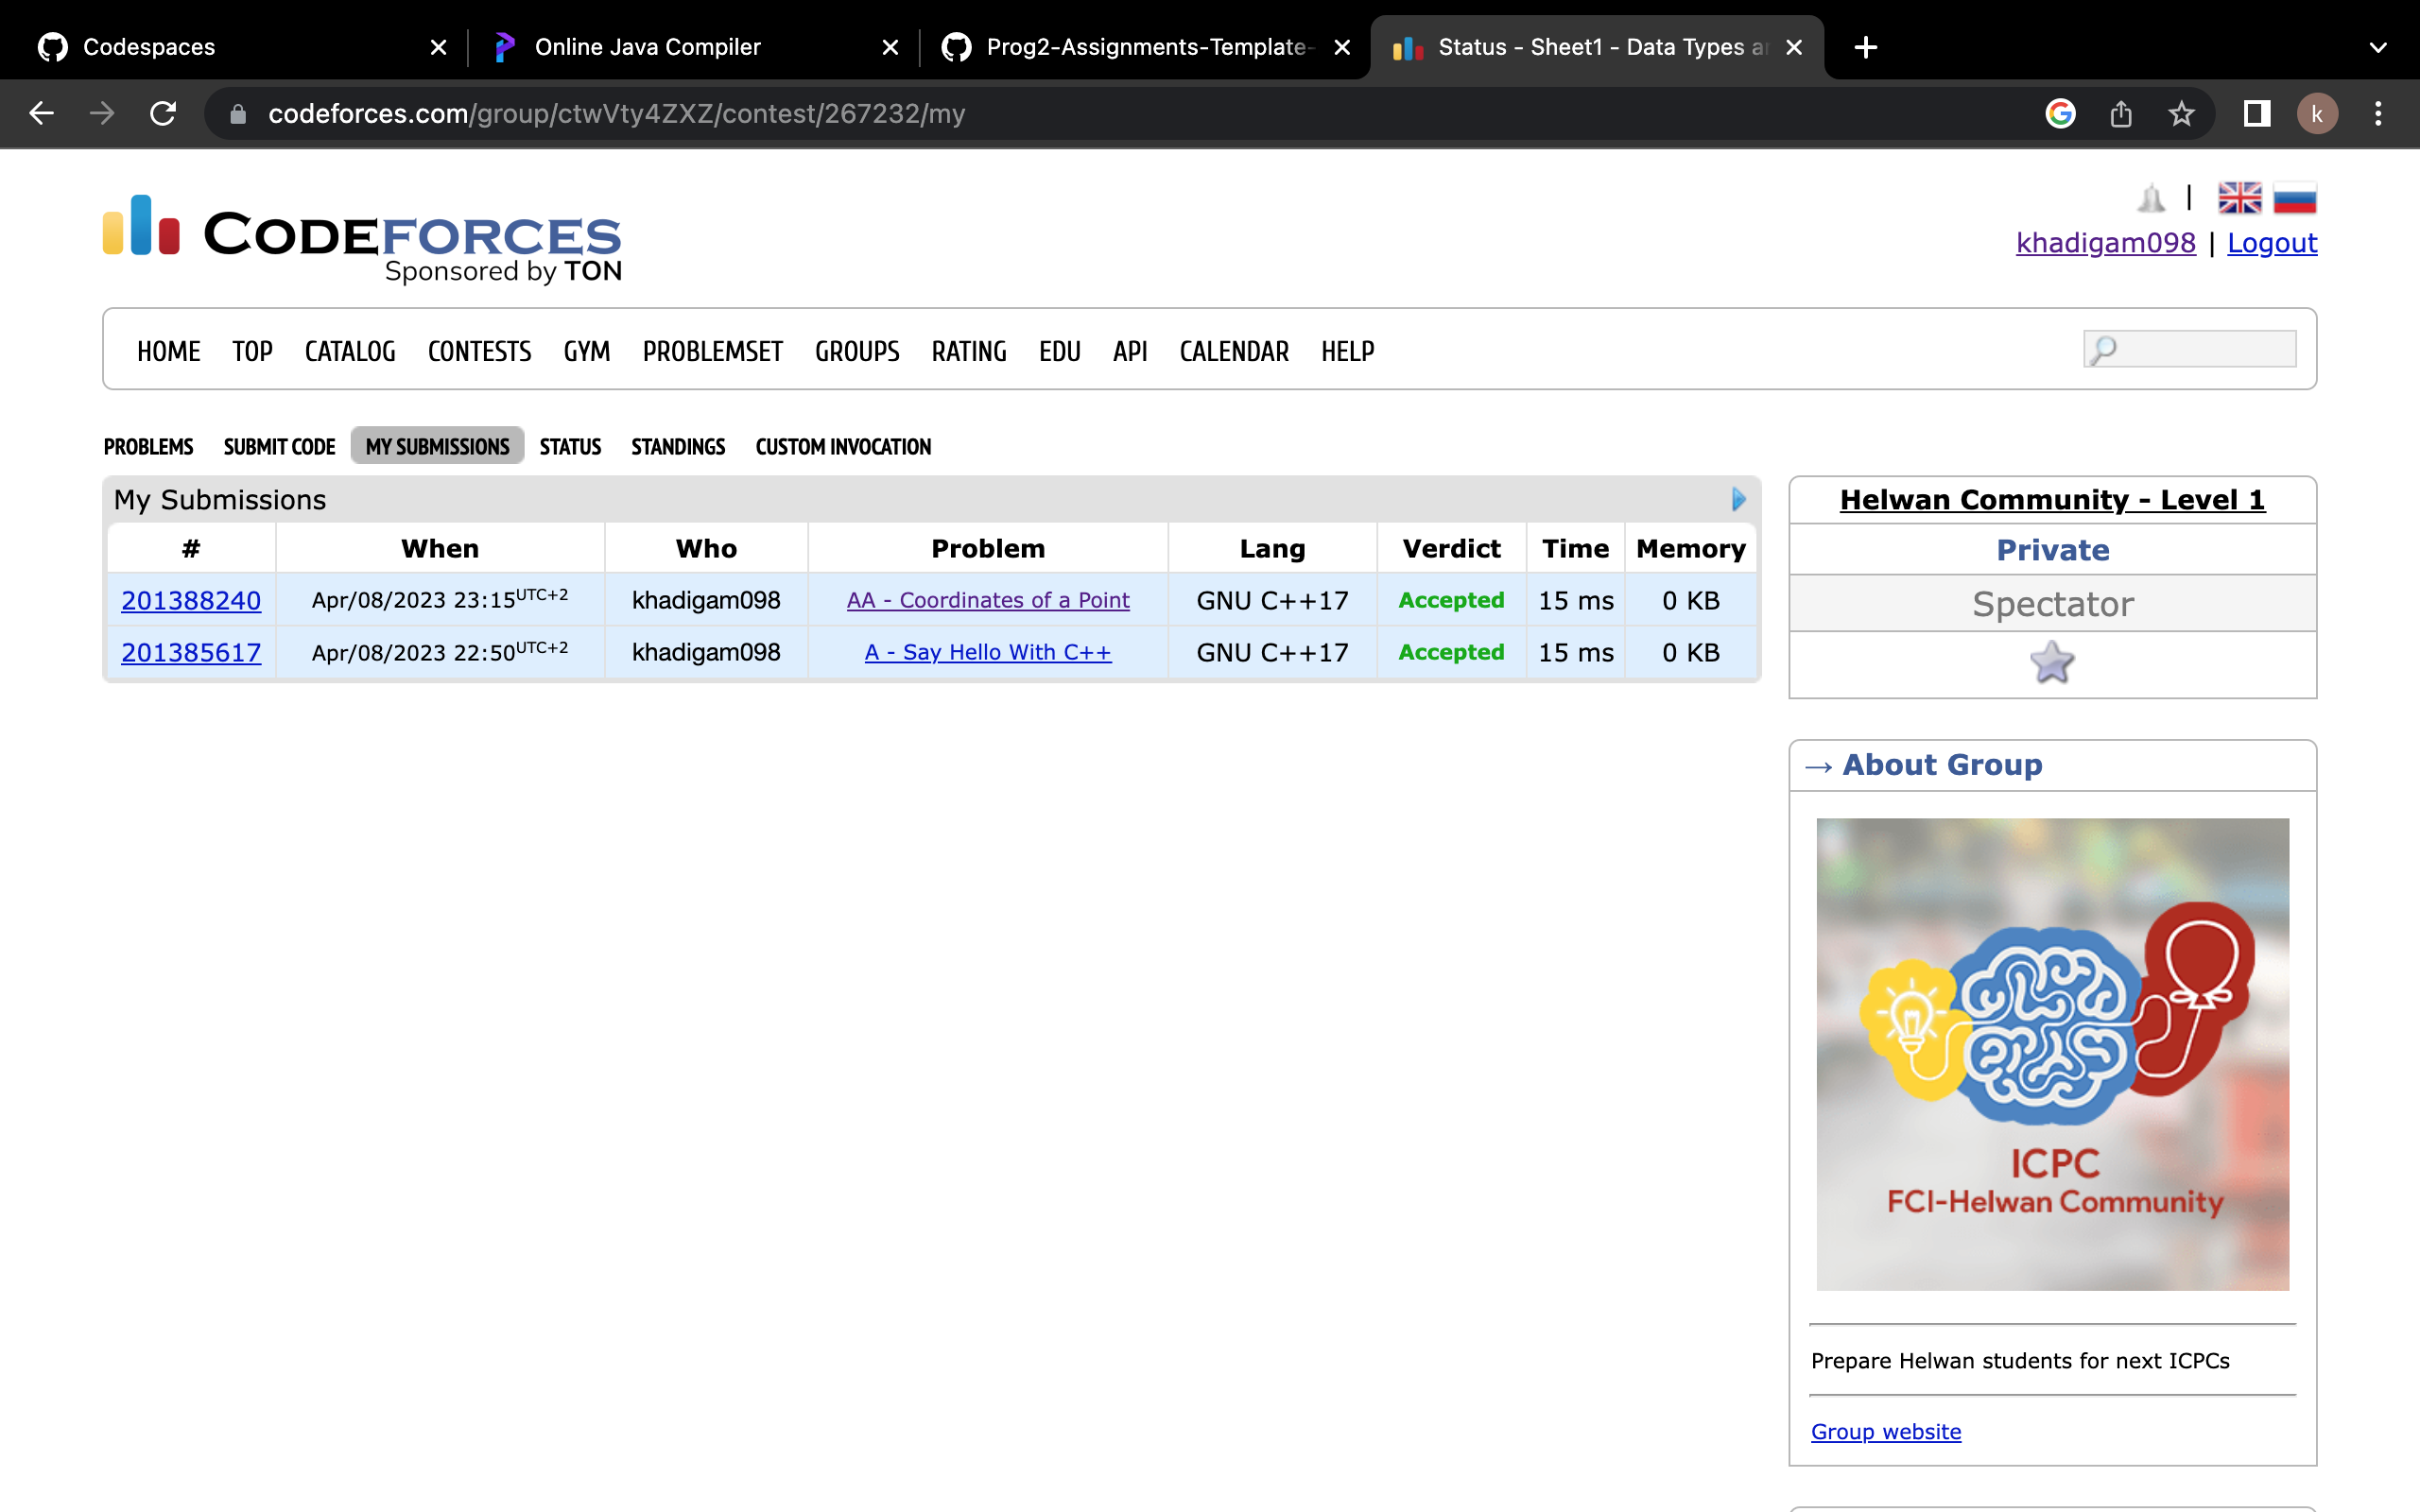 Codespaces
Online Java Compiler
Prog2-Assignments-Template-
Status - Sheet1 - Data Types a
codeforces.com/group/ctwVty4ZXZ/contest/267232/my
k
CODEFORCES
Sponsored by TON
|
khadigam098 | Logout
HOME TOP CATALOG CONTESTS GYM PROBLEMSET GROUPS RATING EDU API CALENDAR HELP
PROBLEMS SUBMIT CODE MY SUBMISSIONS STATUS STANDINGS CUSTOM INVOCATION
My Submissions
# When Who Problem Lang Verdict Time Memory
201388240 Apr/08/2023 23:15UTC+2 khadigam098 AA - Coordinates of a Point GNU C++17 Accepted 15 ms 0 KB
201385617 Apr/08/2023 22:50UTC+2 khadigam098 A - Say Hello With C++ GNU C++17 Accepted 15 ms 0 KB
Helwan Community - Level 1
Private
Spectator
→ About Group
ICPC
FCI-Helwan Community
Prepare Helwan students for next ICPCs
Group website